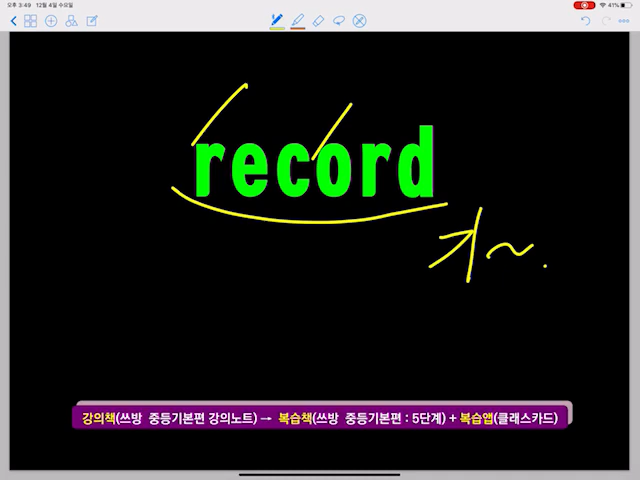 오후 3:49 12월 4일 수요일 41%
record
강의책(쓰방 중등기본편 강의노트) → 복습책(쓰방 중등기본편 : 5단계) + 복습앱(클래스카드)